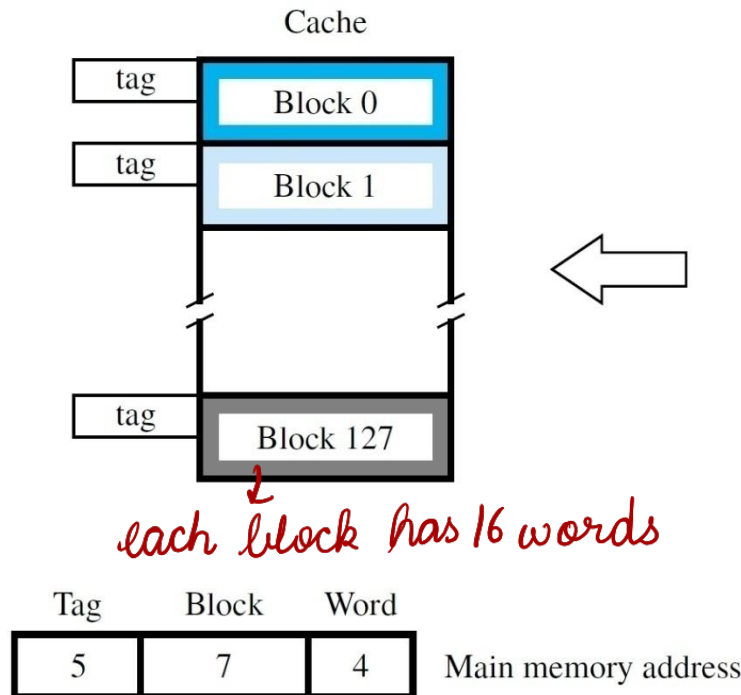 Cache
tag
Block 0
tag
Block 1
tag
Block 127
each block has 16 words
Tag Block Word
5 7 4 Main memory address